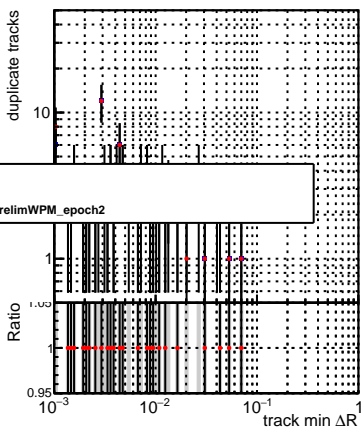 duplicate tracks
10
relimWPM_epoch2
1
Ratio
1.05
1
0.95
10⁻³
10⁻²
10⁻¹
1
track min ΔR